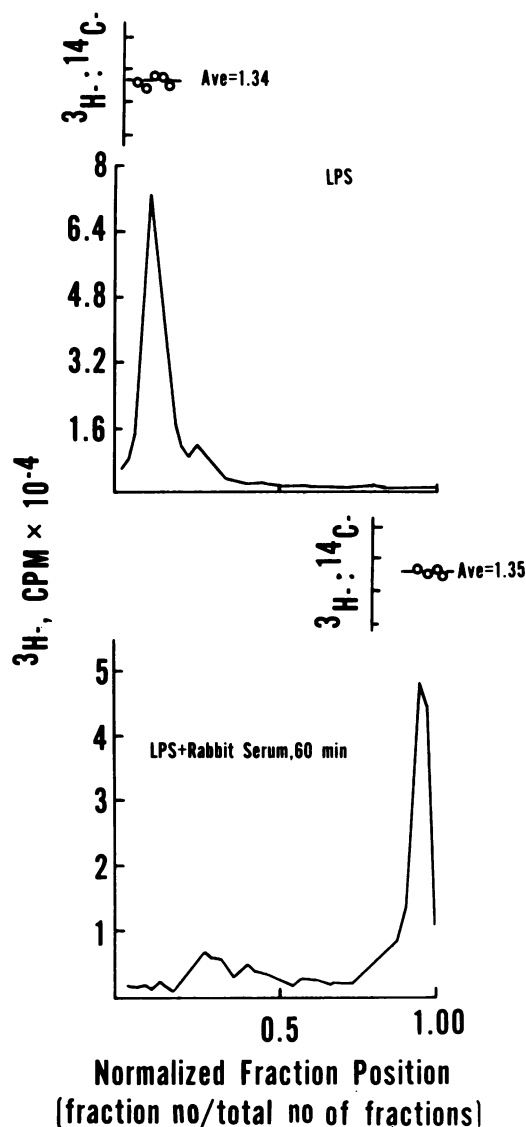 ³H-:¹⁴C-
Ave=1.34
LPS
8
6.4
4.8
3.2
1.6
³H-, CPM × 10⁻⁴
³H-:¹⁴C-
Ave=1.35
LPS+Rabbit Serum,60 min
5
4
3
2
1
0.5
1.00
Normalized Fraction Position
(fraction no/total no of fractions)